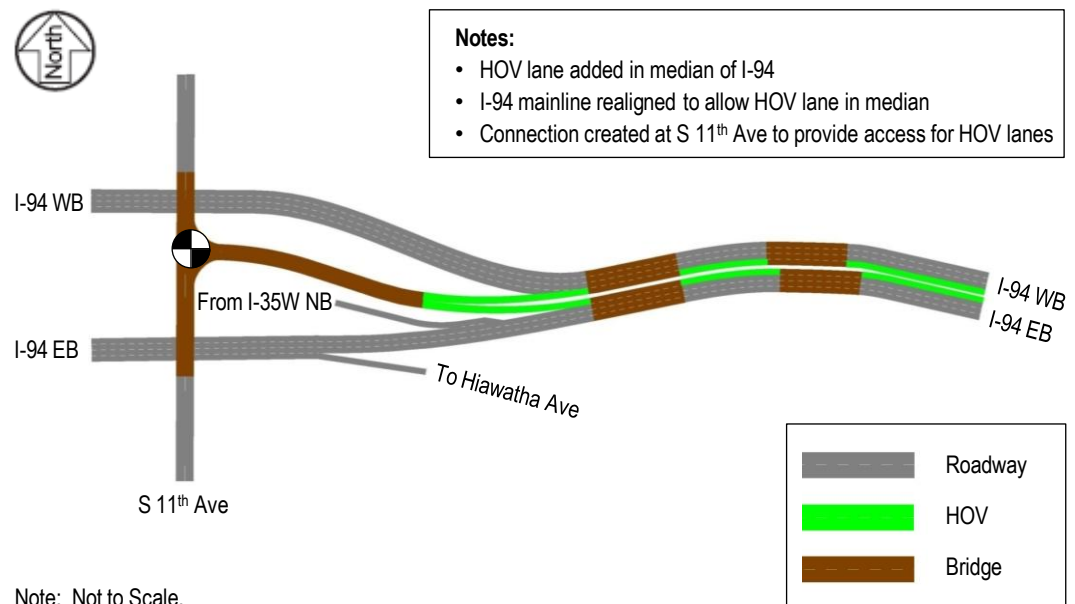 North
Notes:
• HOV lane added in median of I-94
• I-94 mainline realigned to allow HOV lane in median
• Connection created at S 11th Ave to provide access for HOV lanes
I-94 WB
From I-35W NB
I-94 WB
I-94 EB
I-94 EB
To Hiawatha Ave
S 11th Ave
Roadway
HOV
Bridge
Note: Not to Scale.